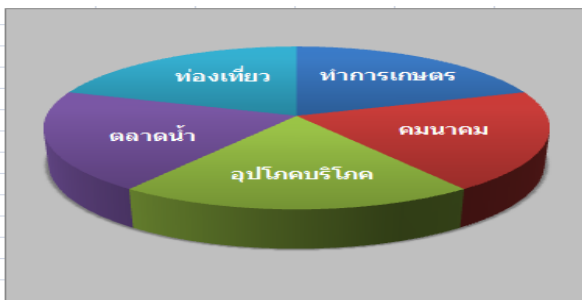 ท่องเที่ยว
ทำการเกษตร
ตลาดน้ำ
คมนาคม
อุปโภคบริโภค